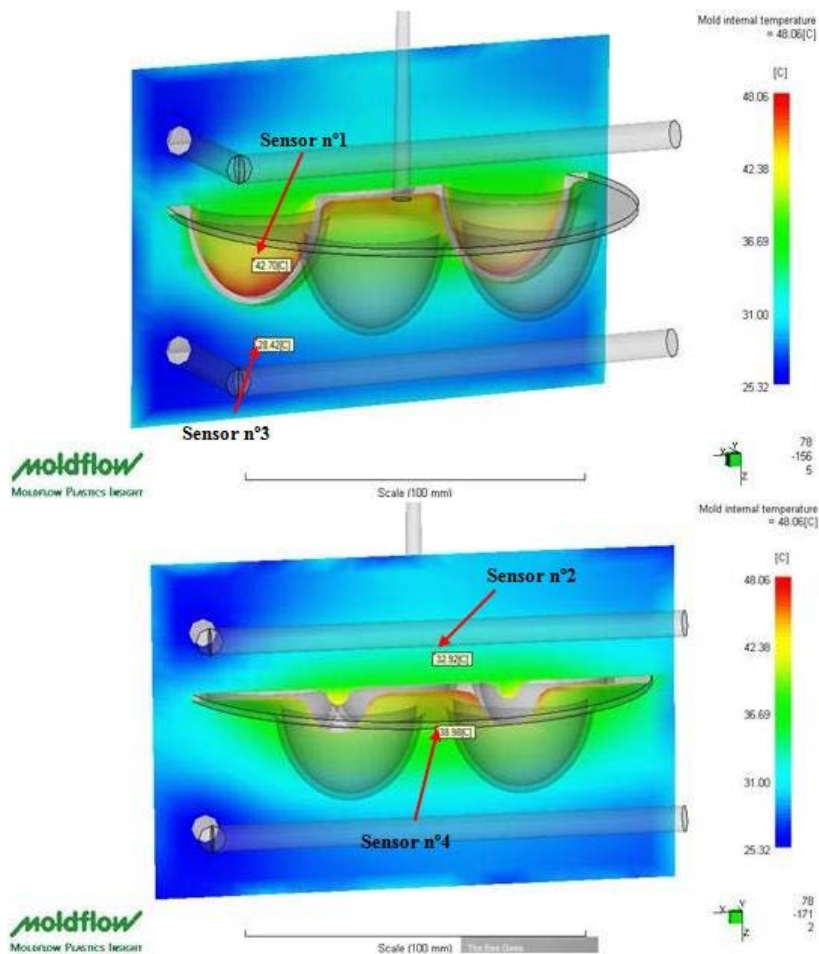 Mold internal temperature
= 48.06[C]
[C]
48.06
42.38
36.69
31.00
25.32
Sensor n°1
42.70[C]
28.42[C]
Sensor n°3
moldflow
MOLDFLOW PLASTICS INSIGHT
Scale (100 mm)
Y
X
Z
78
-156
5
Mold internal temperature
= 48.06[C]
[C]
48.06
42.38
36.69
31.00
25.32
Sensor n°2
32.92[C]
38.98[C]
Sensor n°4
moldflow
MOLDFLOW PLASTICS INSIGHT
Scale (100 mm)
X
Y
Z
78
-171
2